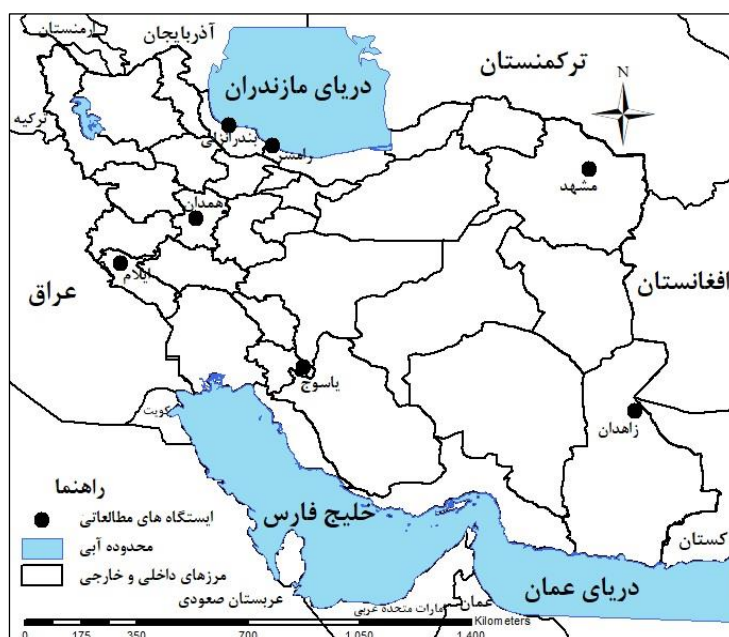 ارمنستان
آذربایجان
ترکمنستان
دریای مازندران
N
ترکیه
بندرانزلی
رامسر
مشهد
همدان
ایلام
عراق
افغانستان
یاسوج
کویت
زاهدان
راهنما
ایستگاه های مطالعاتی
محدوده آبی
مرزهای داخلی و خارجی
خلیج فارس
کستان
دریای عمان
عربستان صعودی
امارات متحده عربی
عمان
Kilometers
0 175 350 700 1,050 1,400